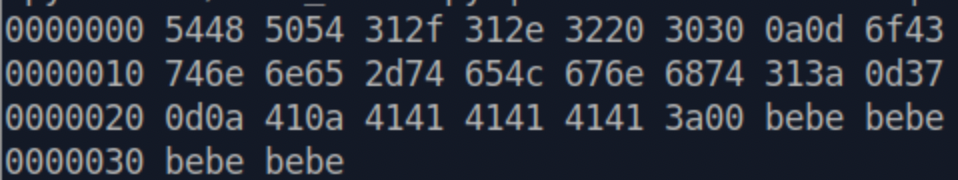 0000000 5448 5054 312f 312e 3220 3030 0a0d 6f43
0000010 746e 6e65 2d74 654c 676e 6874 313a 0d37
0000020 0d0a 410a 4141 4141 4141 3a00 bebe bebe
0000030 bebe bebe